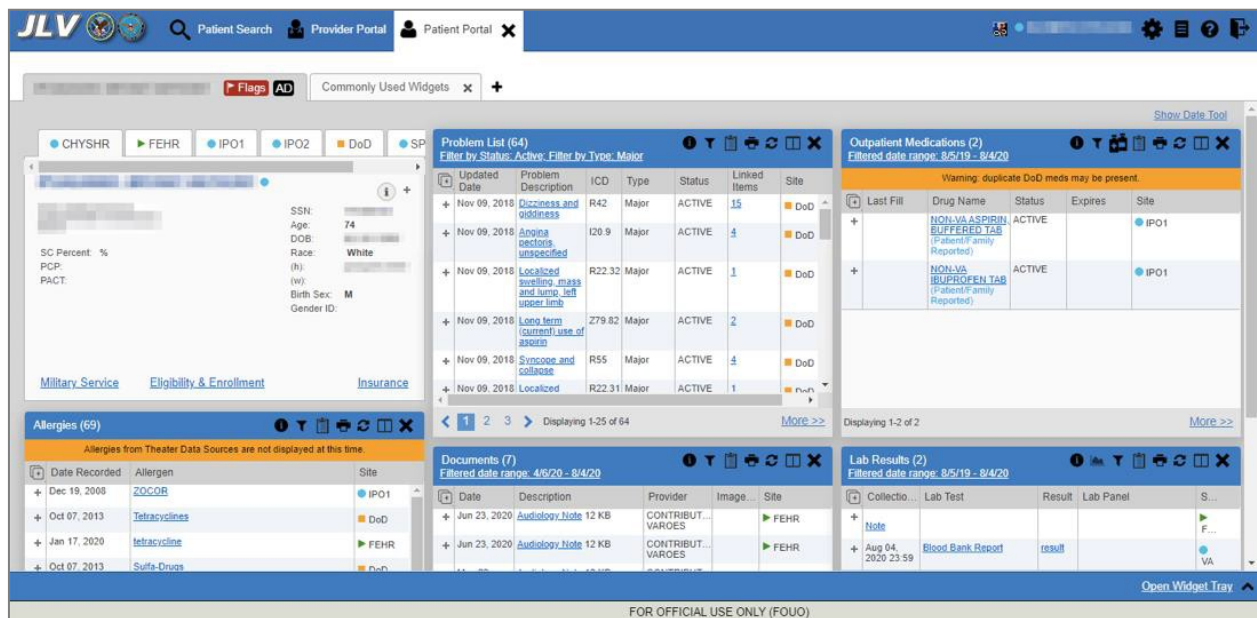 JLV Patient Search Provider Portal Patient Portal
Flags AD Commonly Used Widgets
Show Date Tool
CHYSHR FEHR IPO1 IPO2 DoD SP
SSN:
Age: 74
DOB:
SC Percent: % Race: White
PCP: (h):
PACT: (w):
Birth Sex: M
Gender ID:
Military Service Eligibility & Enrollment Insurance
Problem List (64)
Filter by Status: Active; Filter by Type: Major
Updated Date Problem Description ICD Type Status Linked Items Site
Nov 09, 2018 Dizziness and giddiness R42 Major ACTIVE 15 DoD
Nov 09, 2018 Angina pectoris, unspecified I20.9 Major ACTIVE 4 DoD
Nov 09, 2018 Localized swelling, mass and lump, left upper limb R22.32 Major ACTIVE 1 DoD
Nov 09, 2018 Long term (current) use of aspirin Z79.82 Major ACTIVE 2 DoD
Nov 09, 2018 Syncope and collapse R55 Major ACTIVE 4 DoD
Nov 09, 2018 Localized R22.31 Major ACTIVE 1 DoD
1 2 3 Displaying 1-25 of 64 More >>
Outpatient Medications (2)
Filtered date range: 8/5/19 - 8/4/20
Warning: duplicate DoD meds may be present.
Last Fill Drug Name Status Expires Site
NON-VA ASPIRIN, BUFFERED TAB (Patient/Family Reported) ACTIVE IPO1
NON-VA IBUPROFEN TAB (Patient/Family Reported) ACTIVE IPO1
Displaying 1-2 of 2 More >>
Allergies (69)
Allergies from Theater Data Sources are not displayed at this time.
Date Recorded Allergen Site
Dec 19, 2008 ZOCOR IPO1
Oct 07, 2013 Tetracyclines DoD
Jan 17, 2020 tetracycline FEHR
Oct 07, 2013 Sulfa-Drugs DoD
Documents (7)
Filtered date range: 4/6/20 - 8/4/20
Date Description Provider Image... Site
Jun 23, 2020 Audiology Note 12 KB CONTRIBUT... VAROES FEHR
Jun 23, 2020 Audiology Note 12 KB CONTRIBUT... VAROES FEHR
Lab Results (2)
Filtered date range: 8/5/19 - 8/4/20
Collectio... Lab Test Result Lab Panel S...
Note F...
Aug 04, 2020 23:59 Blood Bank Report result VA
Open Widget Tray
FOR OFFICIAL USE ONLY (FOUO)